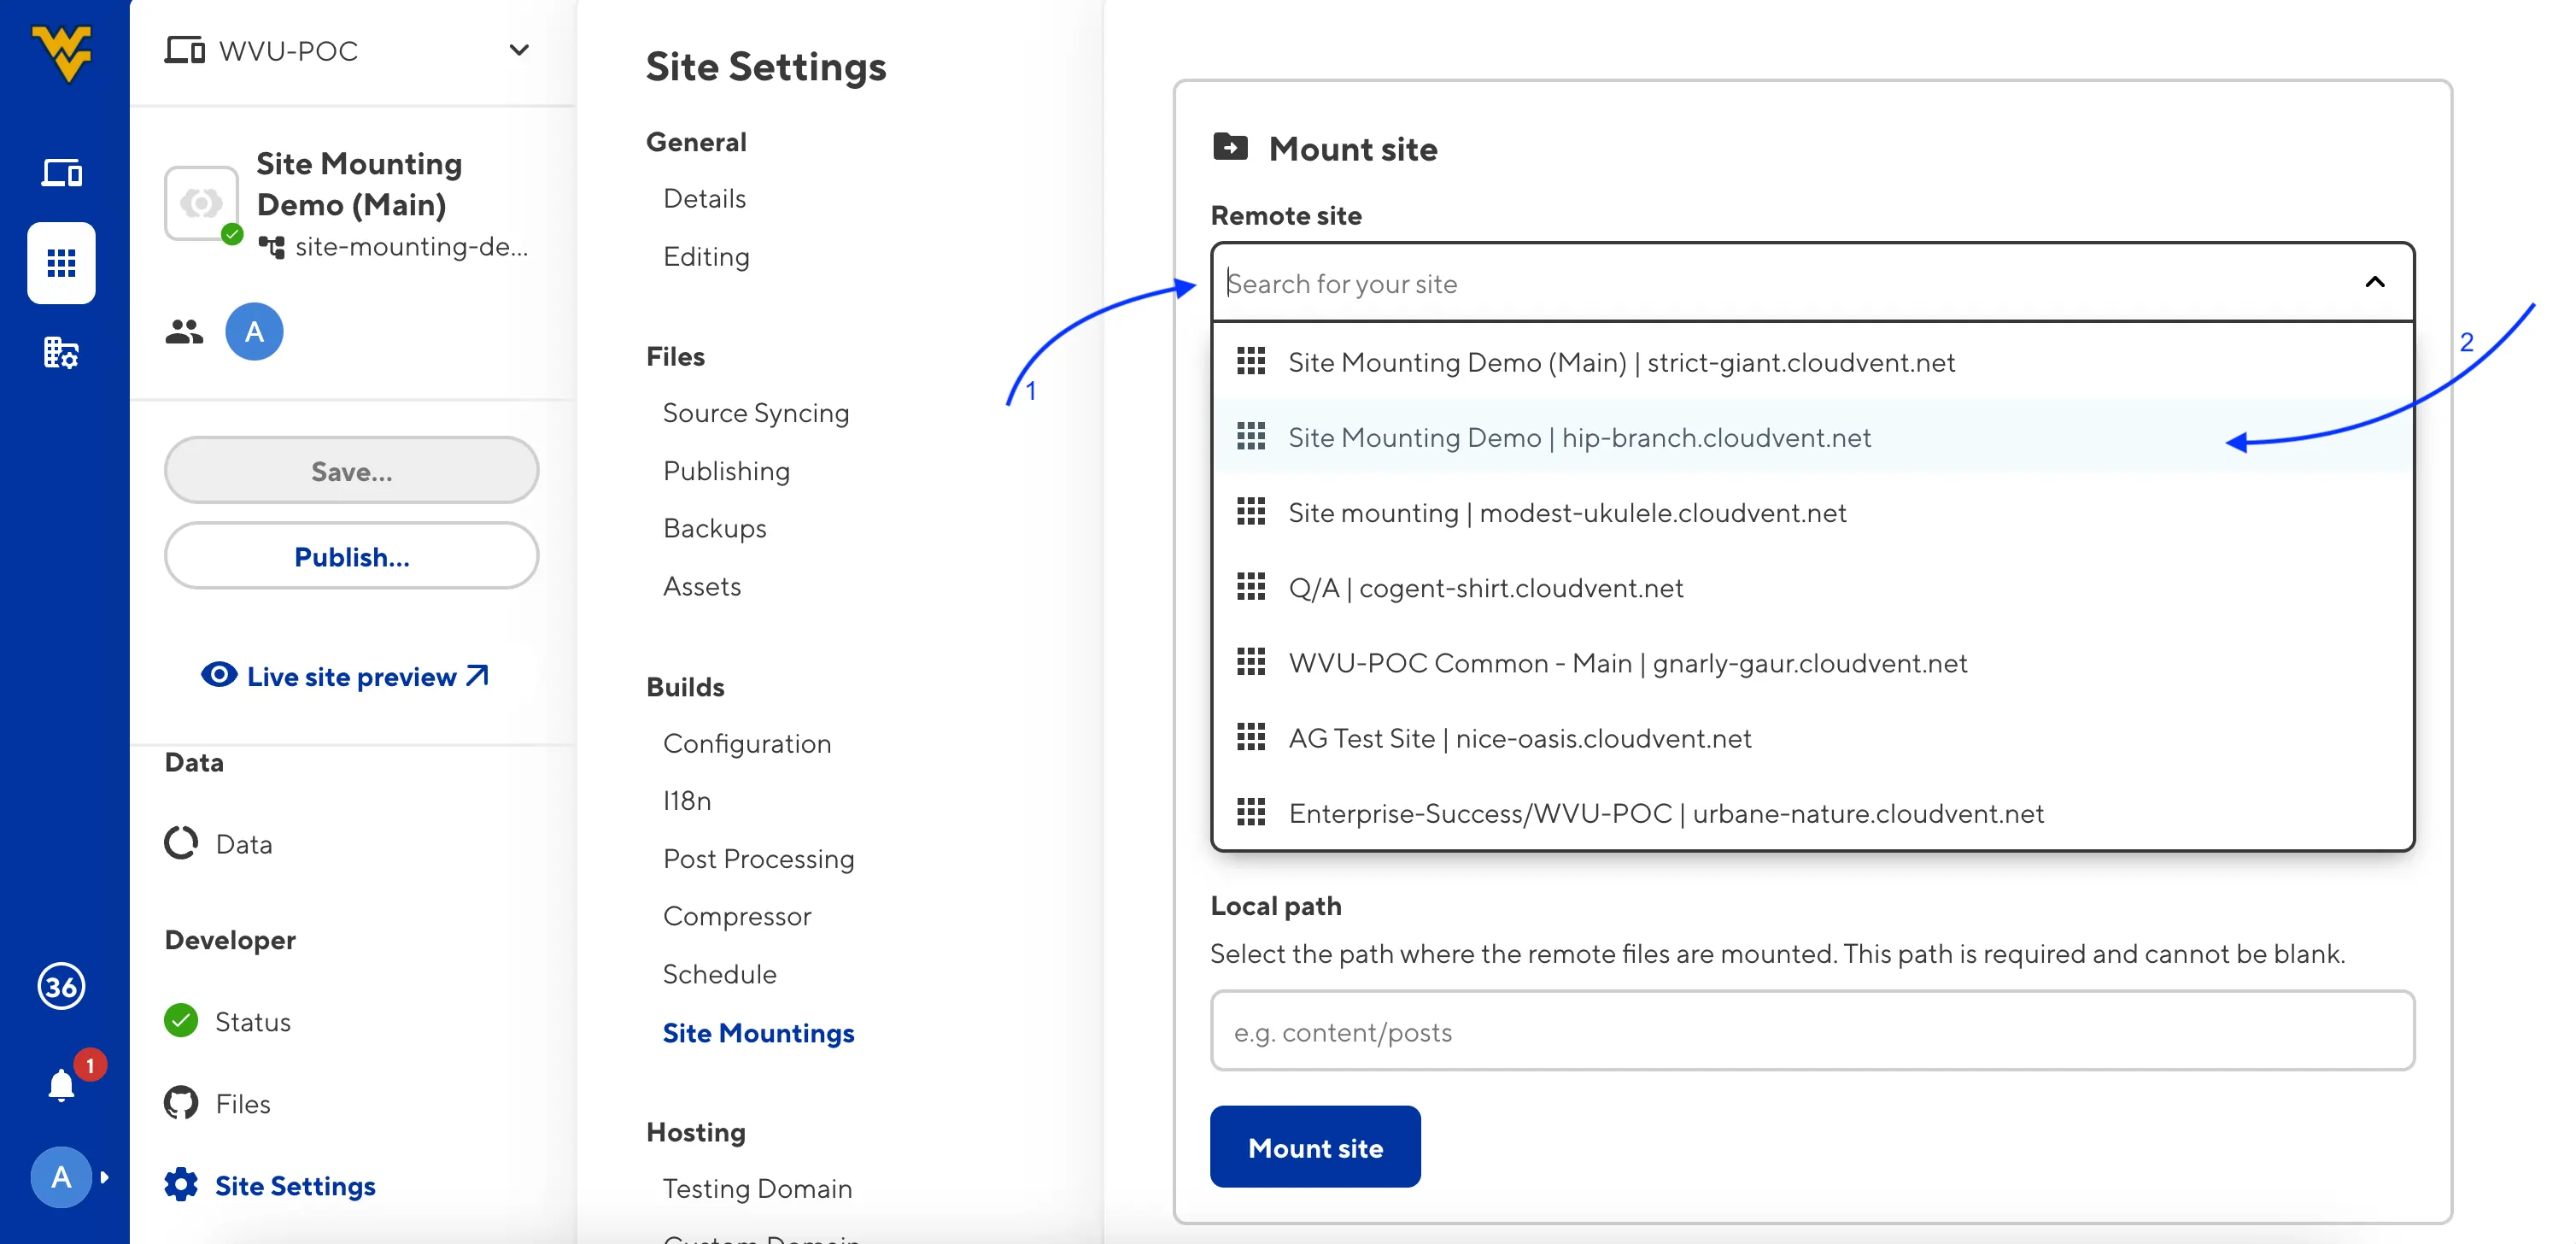 WV
WVU-POC
Site Mounting
Demo (Main)
site-mounting-de...
A
Save...
Publish...
Live site preview
Data
Data
Developer
Status
Files
Site Settings
36
1
A
Site Settings
General
Details
Editing
Files
Source Syncing
Publishing
Backups
Assets
Builds
Configuration
I18n
Post Processing
Compressor
Schedule
Site Mountings
Hosting
Testing Domain
Custom Domain
Mount site
Remote site
Search for your site
1
2
Site Mounting Demo (Main) | strict-giant.cloudvent.net
Site Mounting Demo | hip-branch.cloudvent.net
Site mounting | modest-ukulele.cloudvent.net
Q/A | cogent-shirt.cloudvent.net
WVU-POC Common - Main | gnarly-gaur.cloudvent.net
AG Test Site | nice-oasis.cloudvent.net
Enterprise-Success/WVU-POC | urbane-nature.cloudvent.net
Local path
Select the path where the remote files are mounted. This path is required and cannot be blank.
e.g. content/posts
Mount site